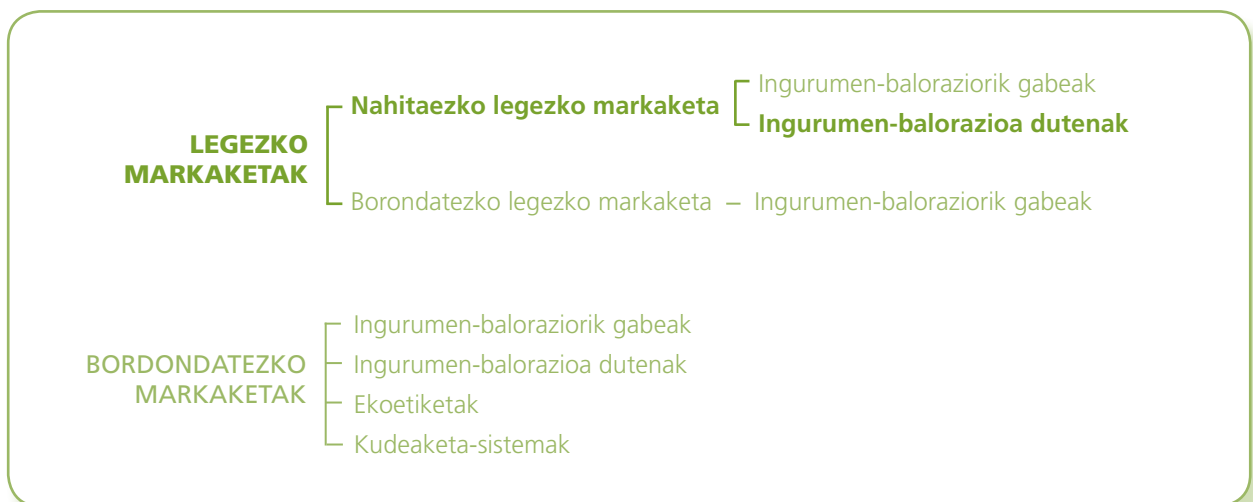 LEGEZKO
MARKAKETAK
Nahitaezko legezko markaketa
Ingurumen-baloraziorik gabeak
Ingurumen-balorazioa dutenak
Borondatezko legezko markaketa – Ingurumen-baloraziorik gabeak
BORDONDATEZKO
MARKAKETAK
Ingurumen-baloraziorik gabeak
Ingurumen-balorazioa dutenak
Ekoetiketak
Kudeaketa-sistemak